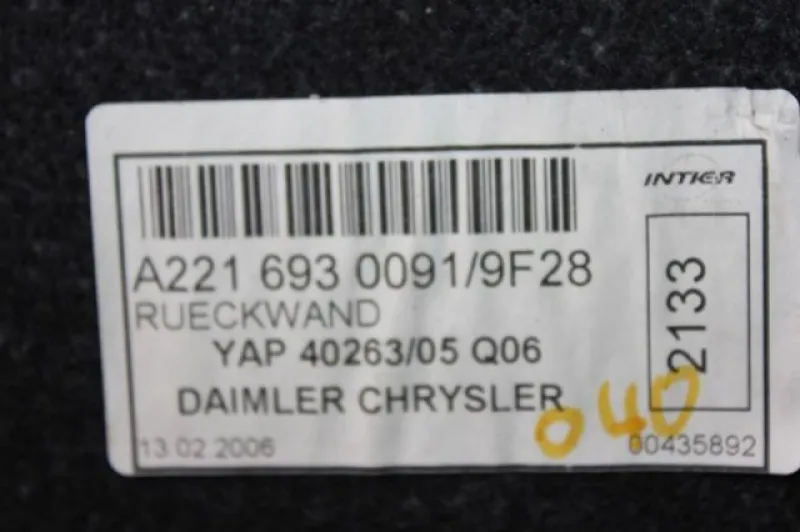 INTIER
A221 693 0091/9F28
RUECKWAND
2133
YAP 40263/05 Q06
DAIMLER CHRYSLER
040
13.02.2006
00435892